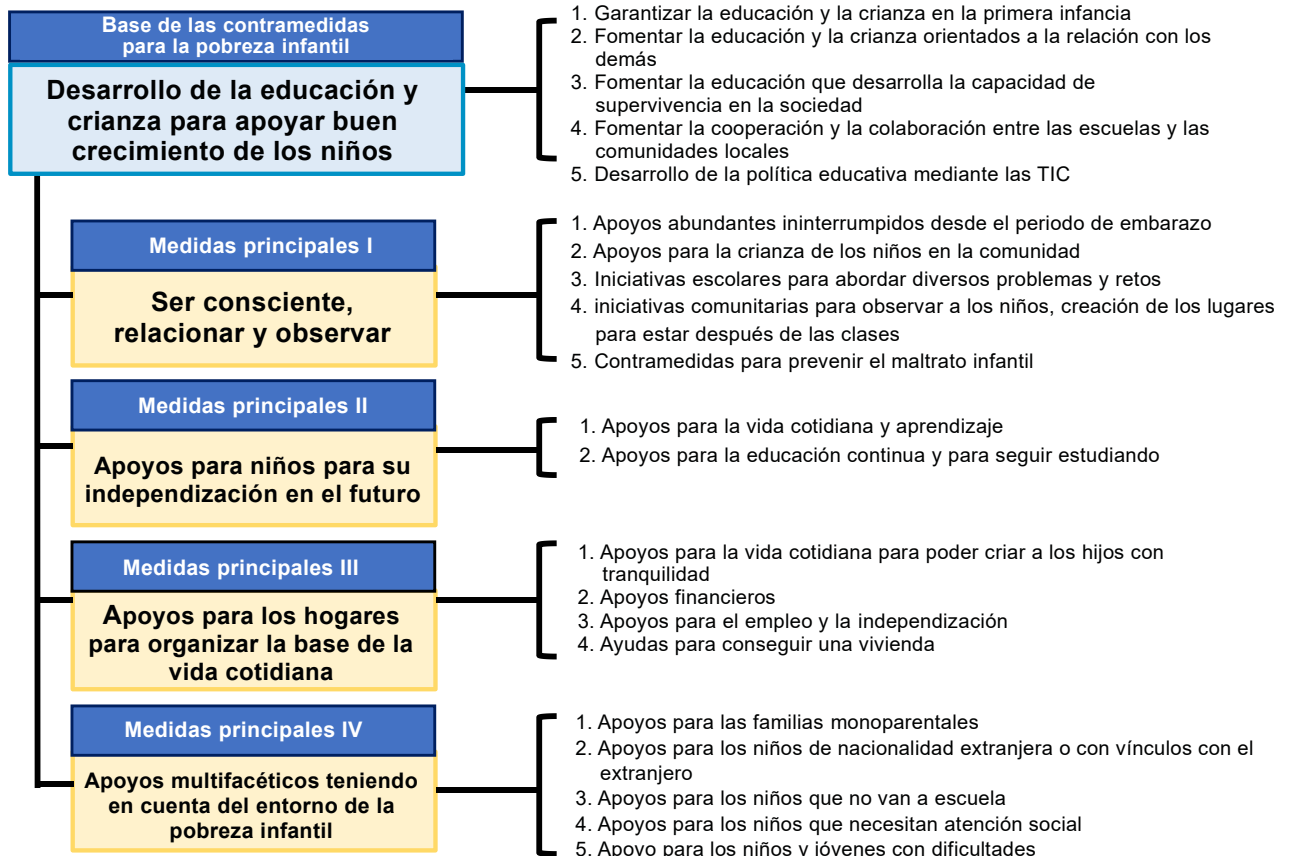 Base de las contramedidas
para la pobreza infantil
Desarrollo de la educación y
crianza para apoyar buen
crecimiento de los niños
1. Garantizar la educación y la crianza en la primera infancia
2. Fomentar la educación y la crianza orientados a la relación con los
demás
3. Fomentar la educación que desarrolla la capacidad de
supervivencia en la sociedad
4. Fomentar la cooperación y la colaboración entre las escuelas y las
comunidades locales
5. Desarrollo de la política educativa mediante las TIC
Medidas principales I
Ser consciente,
relacionar y observar
1. Apoyos abundantes ininterrumpidos desde el periodo de embarazo
2. Apoyos para la crianza de los niños en la comunidad
3. Iniciativas escolares para abordar diversos problemas y retos
4. iniciativas comunitarias para observar a los niños, creación de los lugares
para estar después de las clases
5. Contramedidas para prevenir el maltrato infantil
Medidas principales II
Apoyos para niños para su
independización en el futuro
1. Apoyos para la vida cotidiana y aprendizaje
2. Apoyos para la educación continua y para seguir estudiando
Medidas principales III
Apoyos para los hogares
para organizar la base de la
vida cotidiana
1. Apoyos para la vida cotidiana para poder criar a los hijos con
tranquilidad
2. Apoyos financieros
3. Apoyos para el empleo y la independización
4. Ayudas para conseguir una vivienda
Medidas principales IV
Apoyos multifacéticos teniendo
en cuenta del entorno de la
pobreza infantil
1. Apoyos para las familias monoparentales
2. Apoyos para los niños de nacionalidad extranjera o con vínculos con el
extranjero
3. Apoyos para los niños que no van a escuela
4. Apoyos para los niños que necesitan atención social
5. Apoyo para los niños y jóvenes con dificultades